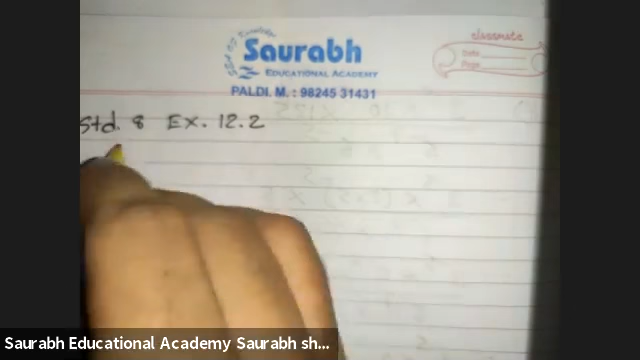 Saurabh
EDUCATIONAL ACADEMY
PALDI. M. : 98245 31431
classmate
Date
Page
Std. 8 Ex. 12.2
Saurabh Educational Academy Saurabh sh...